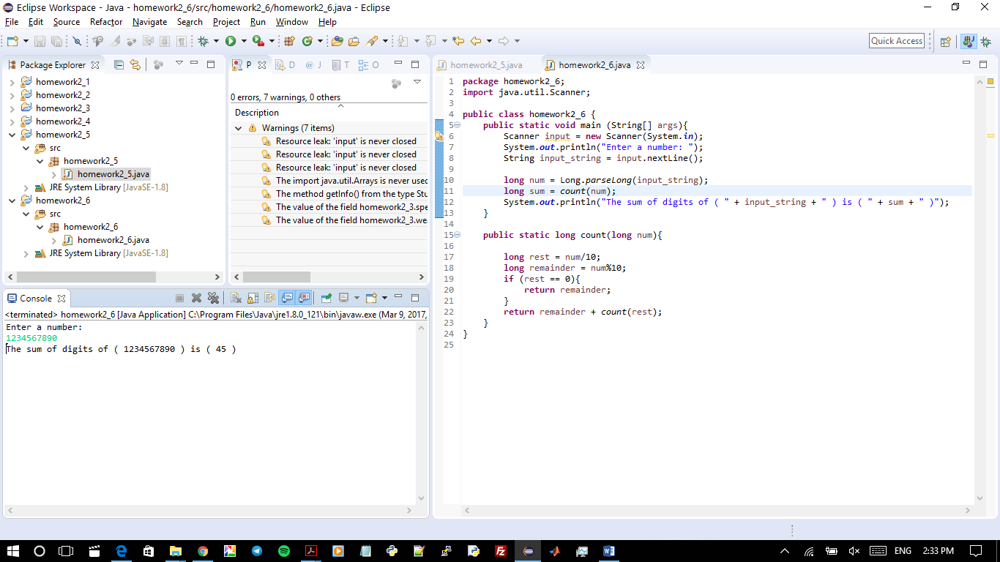 Eclipse Workspace - Java - homework2_6/src/homework2_6/homework2_6.java - Eclipse
File Edit Source Refactor Navigate Search Project Run Window Help
Quick Access
Package Explorer
homework2_1
homework2_2
homework2_3
homework2_4
homework2_5
src
homework2_5
homework2_5.java
JRE System Library [JavaSE-1.8]
homework2_6
src
homework2_6
homework2_6.java
JRE System Library [JavaSE-1.8]
P D @ J T O
0 errors, 7 warnings, 0 others
Description
Warnings (7 items)
Resource leak: 'input' is never closed
Resource leak: 'input' is never closed
Resource leak: 'input' is never closed
The import java.util.Arrays is never used
The method getInfo() from the type Stu
The value of the field homework2_3.spe
The value of the field homework2_3.we
homework2_5.java homework2_6.java
1 package homework2_6;
2 import java.util.Scanner;
3
4 public class homework2_6 {
5 public static void main (String[] args){
6 Scanner input = new Scanner(System.in);
7 System.out.println("Enter a number: ");
8 String input_string = input.nextLine();
9
10 long num = Long.parseLong(input_string);
11 long sum = count(num);
12 System.out.println("The sum of digits of ( " + input_string + " ) is ( " + sum + " )");
13 }
14
15 public static long count(long num){
16
17 long rest = num/10;
18 long remainder = num%10;
19 if (rest == 0){
20 return remainder;
21 }
22 return remainder + count(rest);
23 }
24 }
25
Console
<terminated> homework2_6 [Java Application] C:\Program Files\Java\jre1.8.0_121\bin\javaw.exe (Mar 9, 2017,
Enter a number:
1234567890
The sum of digits of ( 1234567890 ) is ( 45 )
ENG 2:33 PM